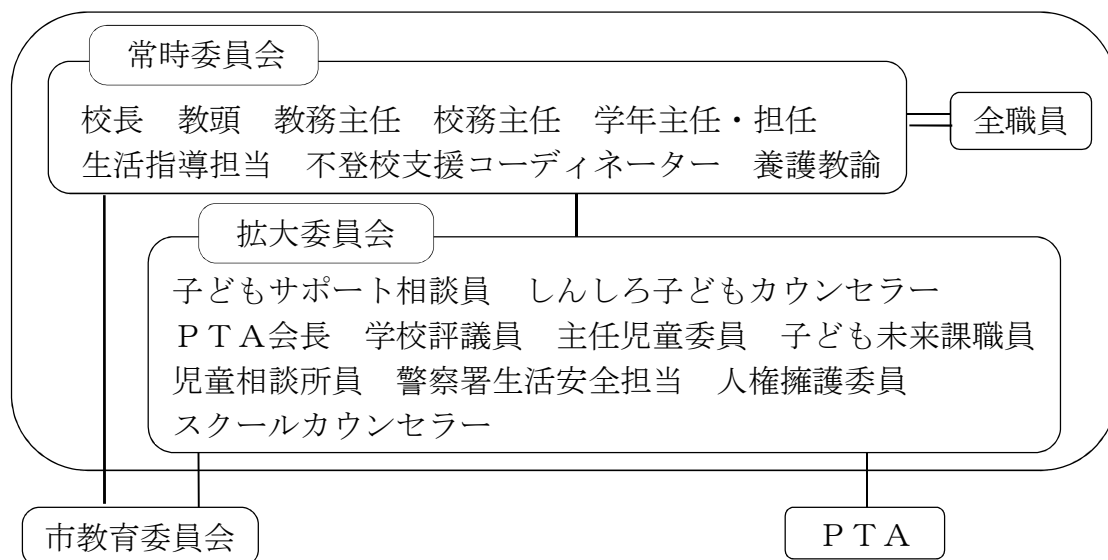 常時委員会
校長　教頭　教務主任　校務主任　学年主任・担任
生活指導担当　不登校支援コーディネーター　養護教諭
全職員
拡大委員会
子どもサポート相談員　しんしろ子どもカウンセラー
ＰＴＡ会長　学校評議員　主任児童委員　子ども未来課職員
児童相談所員　警察署生活安全担当　人権擁護委員
スクールカウンセラー
市教育委員会
ＰＴＡ